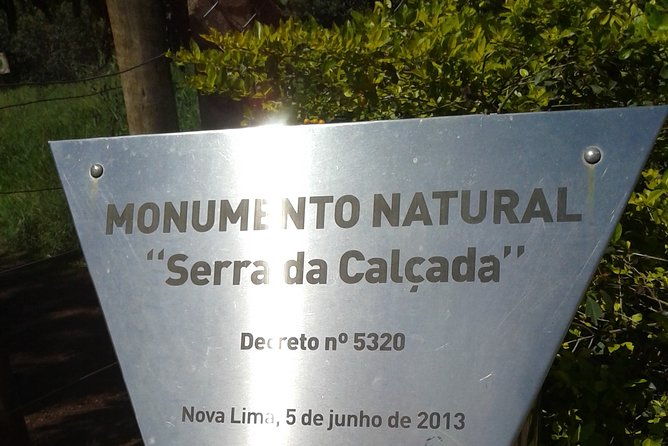 MONUMENTO NATURAL
“Serra da Calçada”
Decreto nº 5320
Nova Lima, 5 de junho de 2013